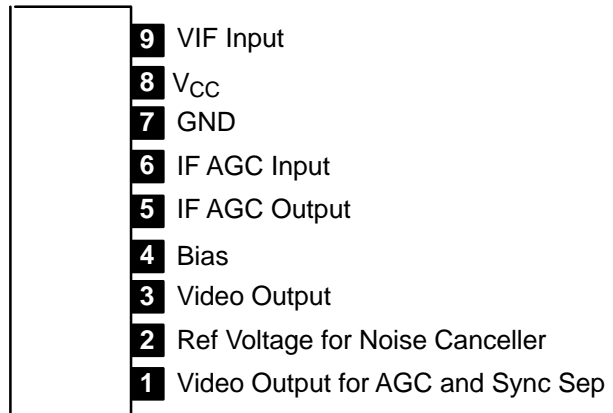 9 VIF Input
8 VCC
7 GND
6 IF AGC Input
5 IF AGC Output
4 Bias
3 Video Output
2 Ref Voltage for Noise Canceller
1 Video Output for AGC and Sync Sep